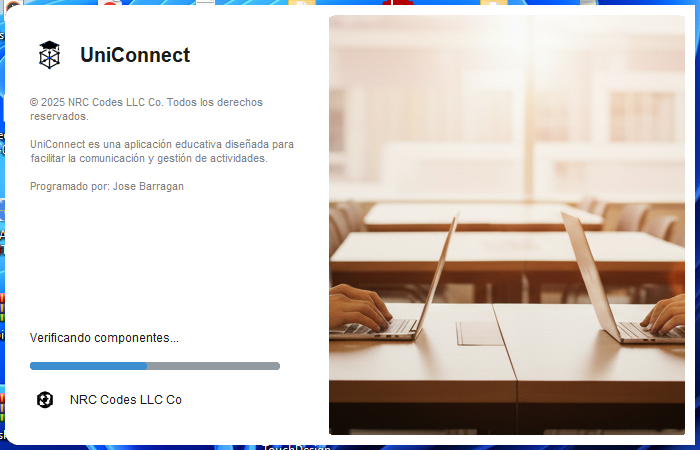 UniConnect
© 2025 NRC Codes LLC Co. Todos los derechos
reservados.
UniConnect es una aplicación educativa diseñada para
facilitar la comunicación y gestión de actividades.
Programado por: Jose Barragan
Verificando componentes...
NRC Codes LLC Co
TouchDesign